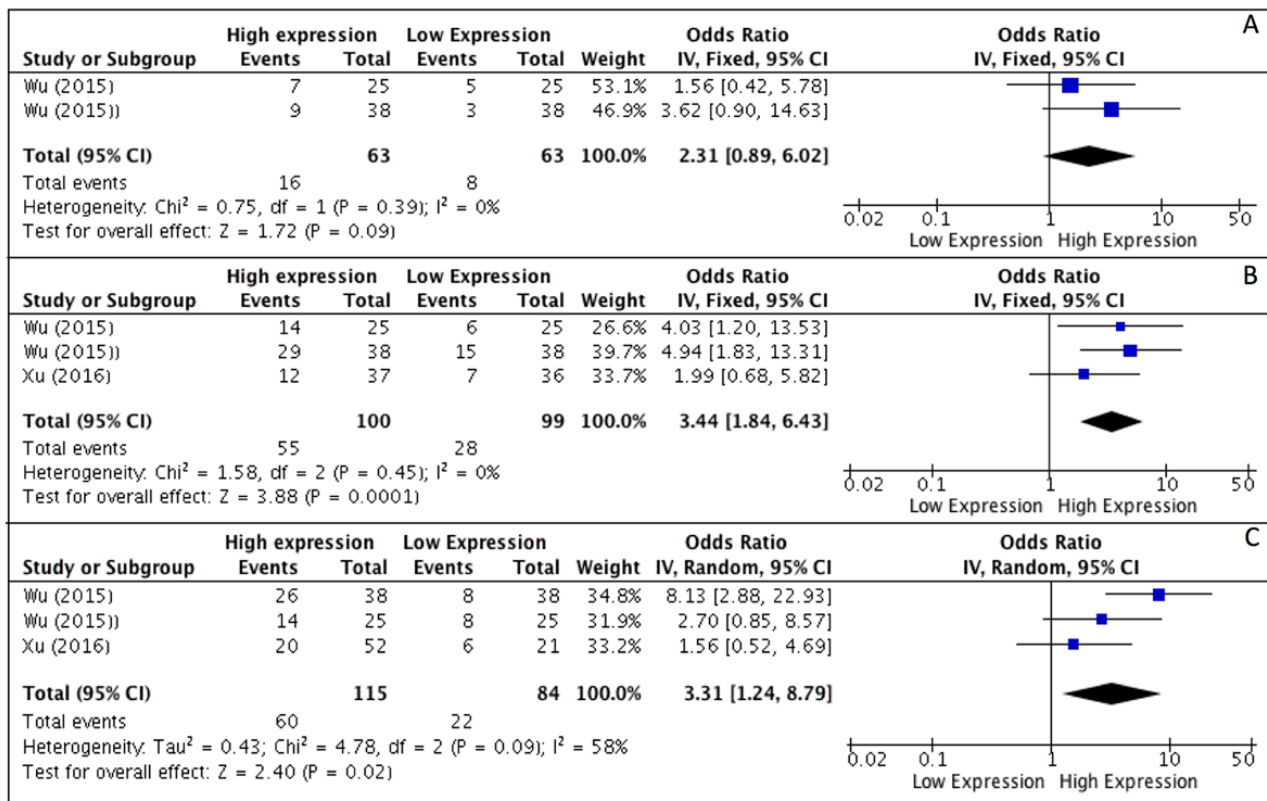 A
High expression Low Expression Odds Ratio Odds Ratio
Study or Subgroup Events Total Events Total Weight IV, Fixed, 95% CI IV, Fixed, 95% CI
Wu (2015) 7 25 5 25 53.1% 1.56 [0.42, 5.78]
Wu (2015)) 9 38 3 38 46.9% 3.62 [0.90, 14.63]
Total (95% CI) 63 63 100.0% 2.31 [0.89, 6.02]
Total events 16 8
Heterogeneity: Chi² = 0.75, df = 1 (P = 0.39); I² = 0%
Test for overall effect: Z = 1.72 (P = 0.09)
0.02 0.1 1 10 50
Low Expression High Expression
B
High expression Low Expression Odds Ratio Odds Ratio
Study or Subgroup Events Total Events Total Weight IV, Fixed, 95% CI IV, Fixed, 95% CI
Wu (2015) 14 25 6 25 26.6% 4.03 [1.20, 13.53]
Wu (2015)) 29 38 15 38 39.7% 4.94 [1.83, 13.31]
Xu (2016) 12 37 7 36 33.7% 1.99 [0.68, 5.82]
Total (95% CI) 100 99 100.0% 3.44 [1.84, 6.43]
Total events 55 28
Heterogeneity: Chi² = 1.58, df = 2 (P = 0.45); I² = 0%
Test for overall effect: Z = 3.88 (P = 0.0001)
0.02 0.1 1 10 50
Low Expression High Expression
C
High expression Low Expression Odds Ratio Odds Ratio
Study or Subgroup Events Total Events Total Weight IV, Random, 95% CI IV, Random, 95% CI
Wu (2015) 26 38 8 38 34.8% 8.13 [2.88, 22.93]
Wu (2015)) 14 25 8 25 31.9% 2.70 [0.85, 8.57]
Xu (2016) 20 52 6 21 33.2% 1.56 [0.52, 4.69]
Total (95% CI) 115 84 100.0% 3.31 [1.24, 8.79]
Total events 60 22
Heterogeneity: Tau² = 0.43; Chi² = 4.78, df = 2 (P = 0.09); I² = 58%
Test for overall effect: Z = 2.40 (P = 0.02)
0.02 0.1 1 10 50
Low Expression High Expression